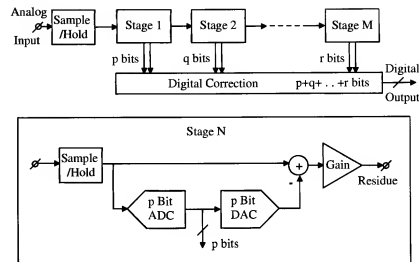 Analog
Input
Sample
/Hold
Stage 1
Stage 2
Stage M
p bits
q bits
r bits
Digital Correction p+q+ . . +r bits
Digital
Output
Stage N
Sample
/Hold
+
-
Gain
Residue
p Bit
ADC
p Bit
DAC
p bits